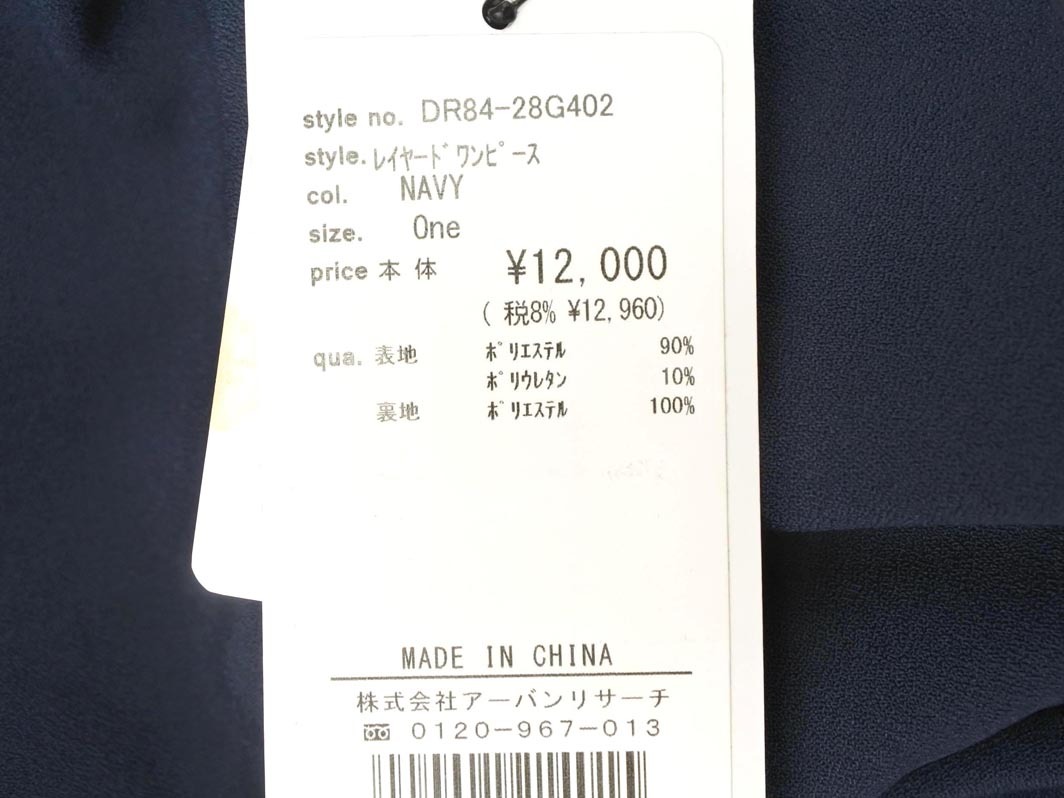 style no. DR84-28G402
style. ﾚｲﾔｰﾄﾞﾜﾝﾋﾟｰｽ
col. NAVY
size. One
price 本体 ¥12,000
(税8% ¥12,960)
qua. 表地 ﾎﾟﾘｴｽﾃﾙ 90%
ﾎﾟﾘｳﾚﾀﾝ 10%
裏地 ﾎﾟﾘｴｽﾃﾙ 100%
MADE IN CHINA
株式会社アーバンリサーチ
0120-967-013